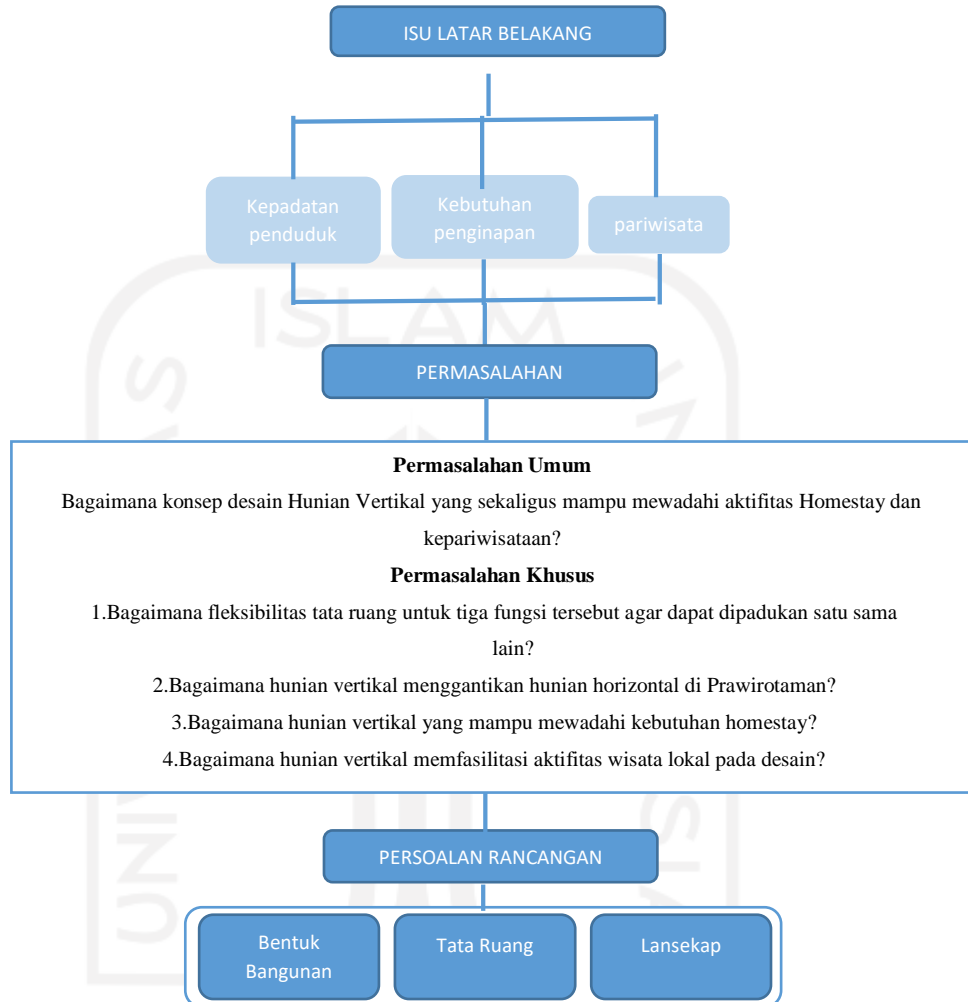 ISU LATAR BELAKANG
Kepadatan
penduduk
Kebutuhan
penginapan
pariwisata
ISLAM
PERMASALAHAN
Permasalahan Umum
Bagaimana konsep desain Hunian Vertikal yang sekaligus mampu mewadahi aktifitas Homestay dan
kepariwisataan?
Permasalahan Khusus
1.Bagaimana fleksibilitas tata ruang untuk tiga fungsi tersebut agar dapat dipadukan satu sama
lain?
2.Bagaimana hunian vertikal menggantikan hunian horizontal di Prawirotaman?
3.Bagaimana hunian vertikal yang mampu mewadahi kebutuhan homestay?
4.Bagaimana hunian vertikal memfasilitasi aktifitas wisata lokal pada desain?
PERSOALAN RANCANGAN
Bentuk
Bangunan
Tata Ruang
Lansekap